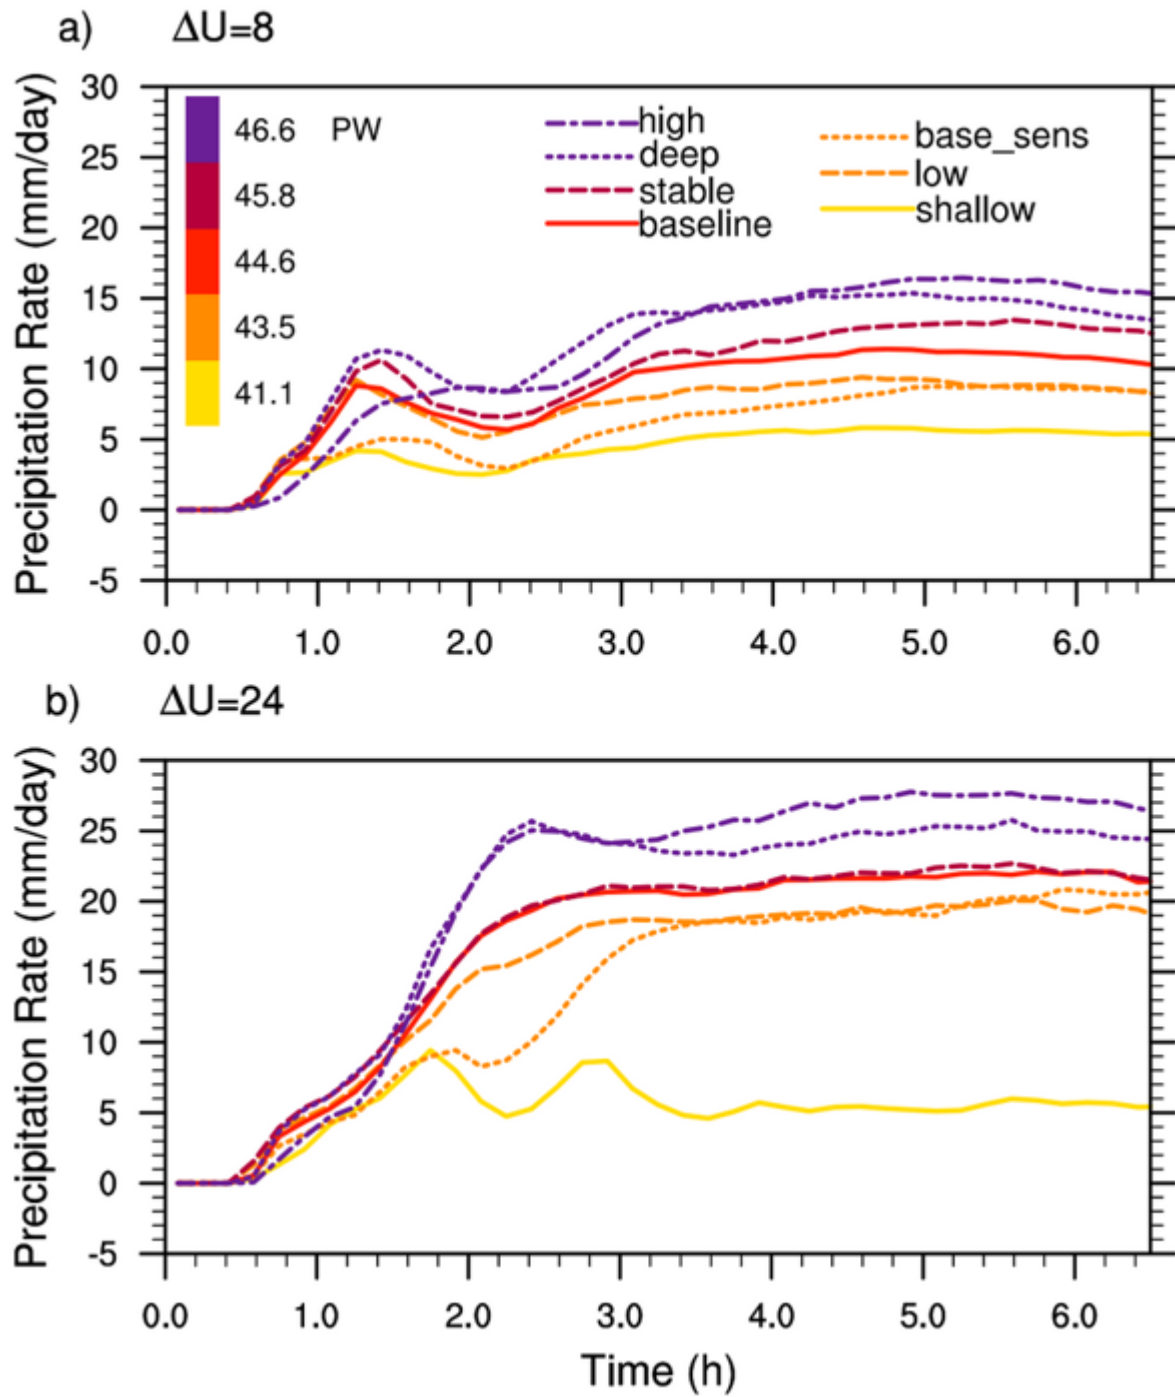 a) ΔU=8
30
25
20
15
10
5
0
-5
Precipitation Rate (mm/day)
46.6 PW
45.8
44.6
43.5
41.1
high
deep
stable
baseline
base_sens
low
shallow
0.0 1.0 2.0 3.0 4.0 5.0 6.0
b) ΔU=24
30
25
20
15
10
5
0
-5
Precipitation Rate (mm/day)
0.0 1.0 2.0 3.0 4.0 5.0 6.0
Time (h)